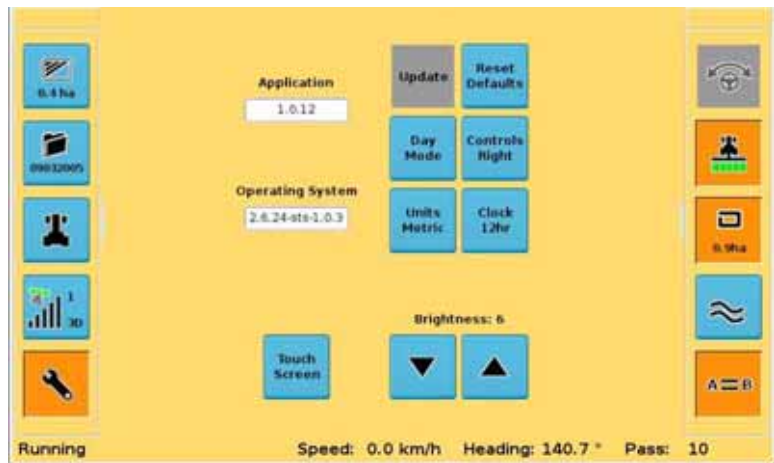 0.4 ha
09032005
1
3D
Application
1.0.12
Operating System
2.6.24-sts-1.0.3
Update
Reset
Defaults
Day
Mode
Controls
Right
Units
Metric
Clock
12hr
Brightness: 6
Touch
Screen
0.9ha
A = B
Running
Speed: 0.0 km/h
Heading: 140.7 °
Pass: 10